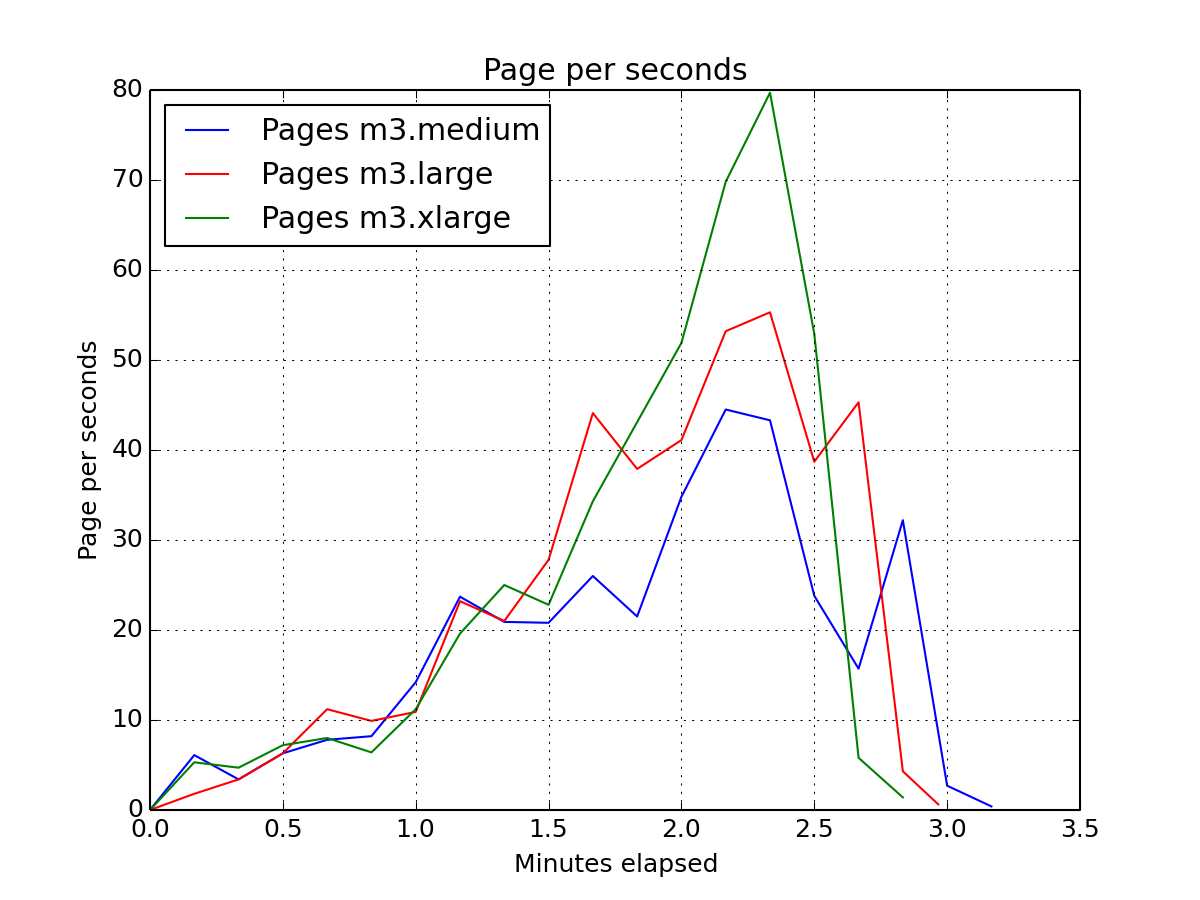 Page per seconds
Pages m3.medium
Pages m3.large
Pages m3.xlarge
Page per seconds
80
70
60
50
40
30
20
10
0
0.0 0.5 1.0 1.5 2.0 2.5 3.0 3.5
Minutes elapsed